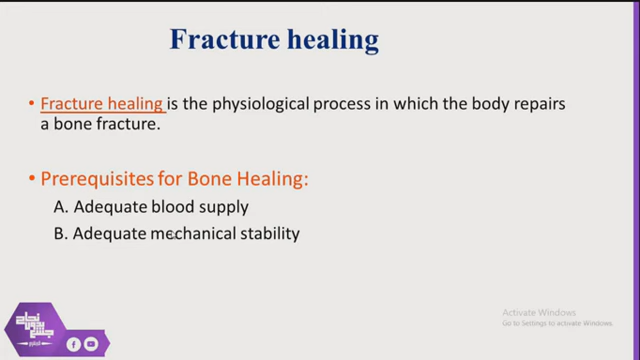 Fracture healing
• Fracture healing is the physiological process in which the body repairs
a bone fracture.
• Prerequisites for Bone Healing:
A. Adequate blood supply
B. Adequate mechanical stability
Activate Windows
Go to Settings to activate Windows.